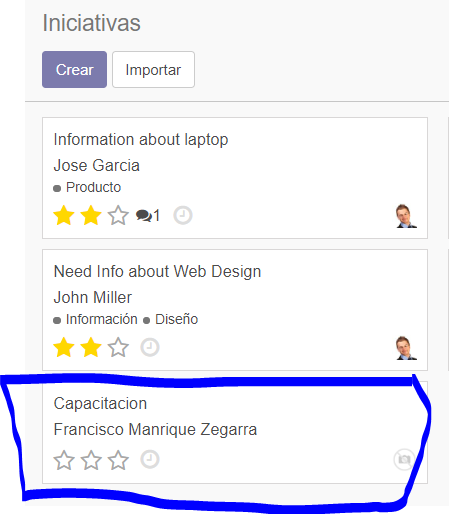 Iniciativas
Crear Importar
Information about laptop
Jose Garcia
Producto
1
Need Info about Web Design
John Miller
Información Diseño
Capacitacion
Francisco Manrique Zegarra